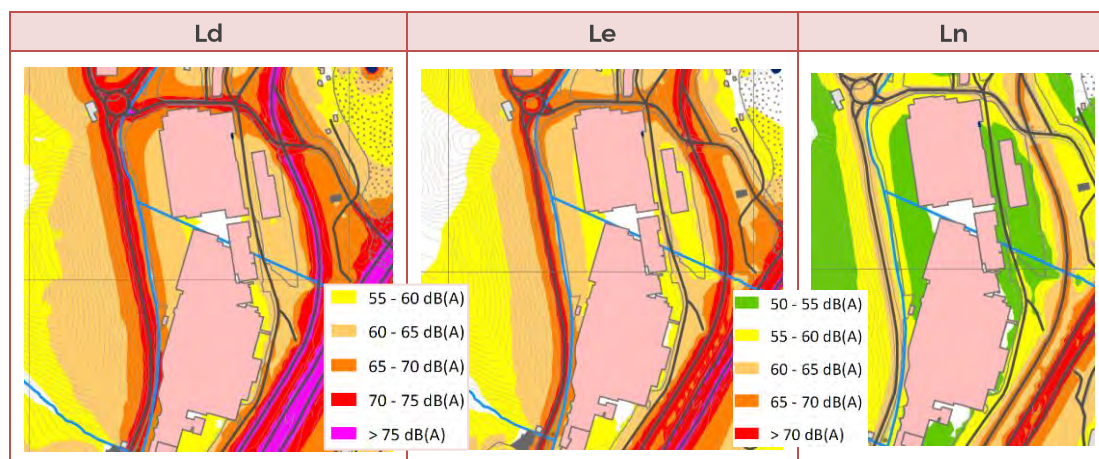 Ld
Le
Ln
55 - 60 dB(A)
60 - 65 dB(A)
65 - 70 dB(A)
70 - 75 dB(A)
> 75 dB(A)
50 - 55 dB(A)
55 - 60 dB(A)
60 - 65 dB(A)
65 - 70 dB(A)
> 70 dB(A)